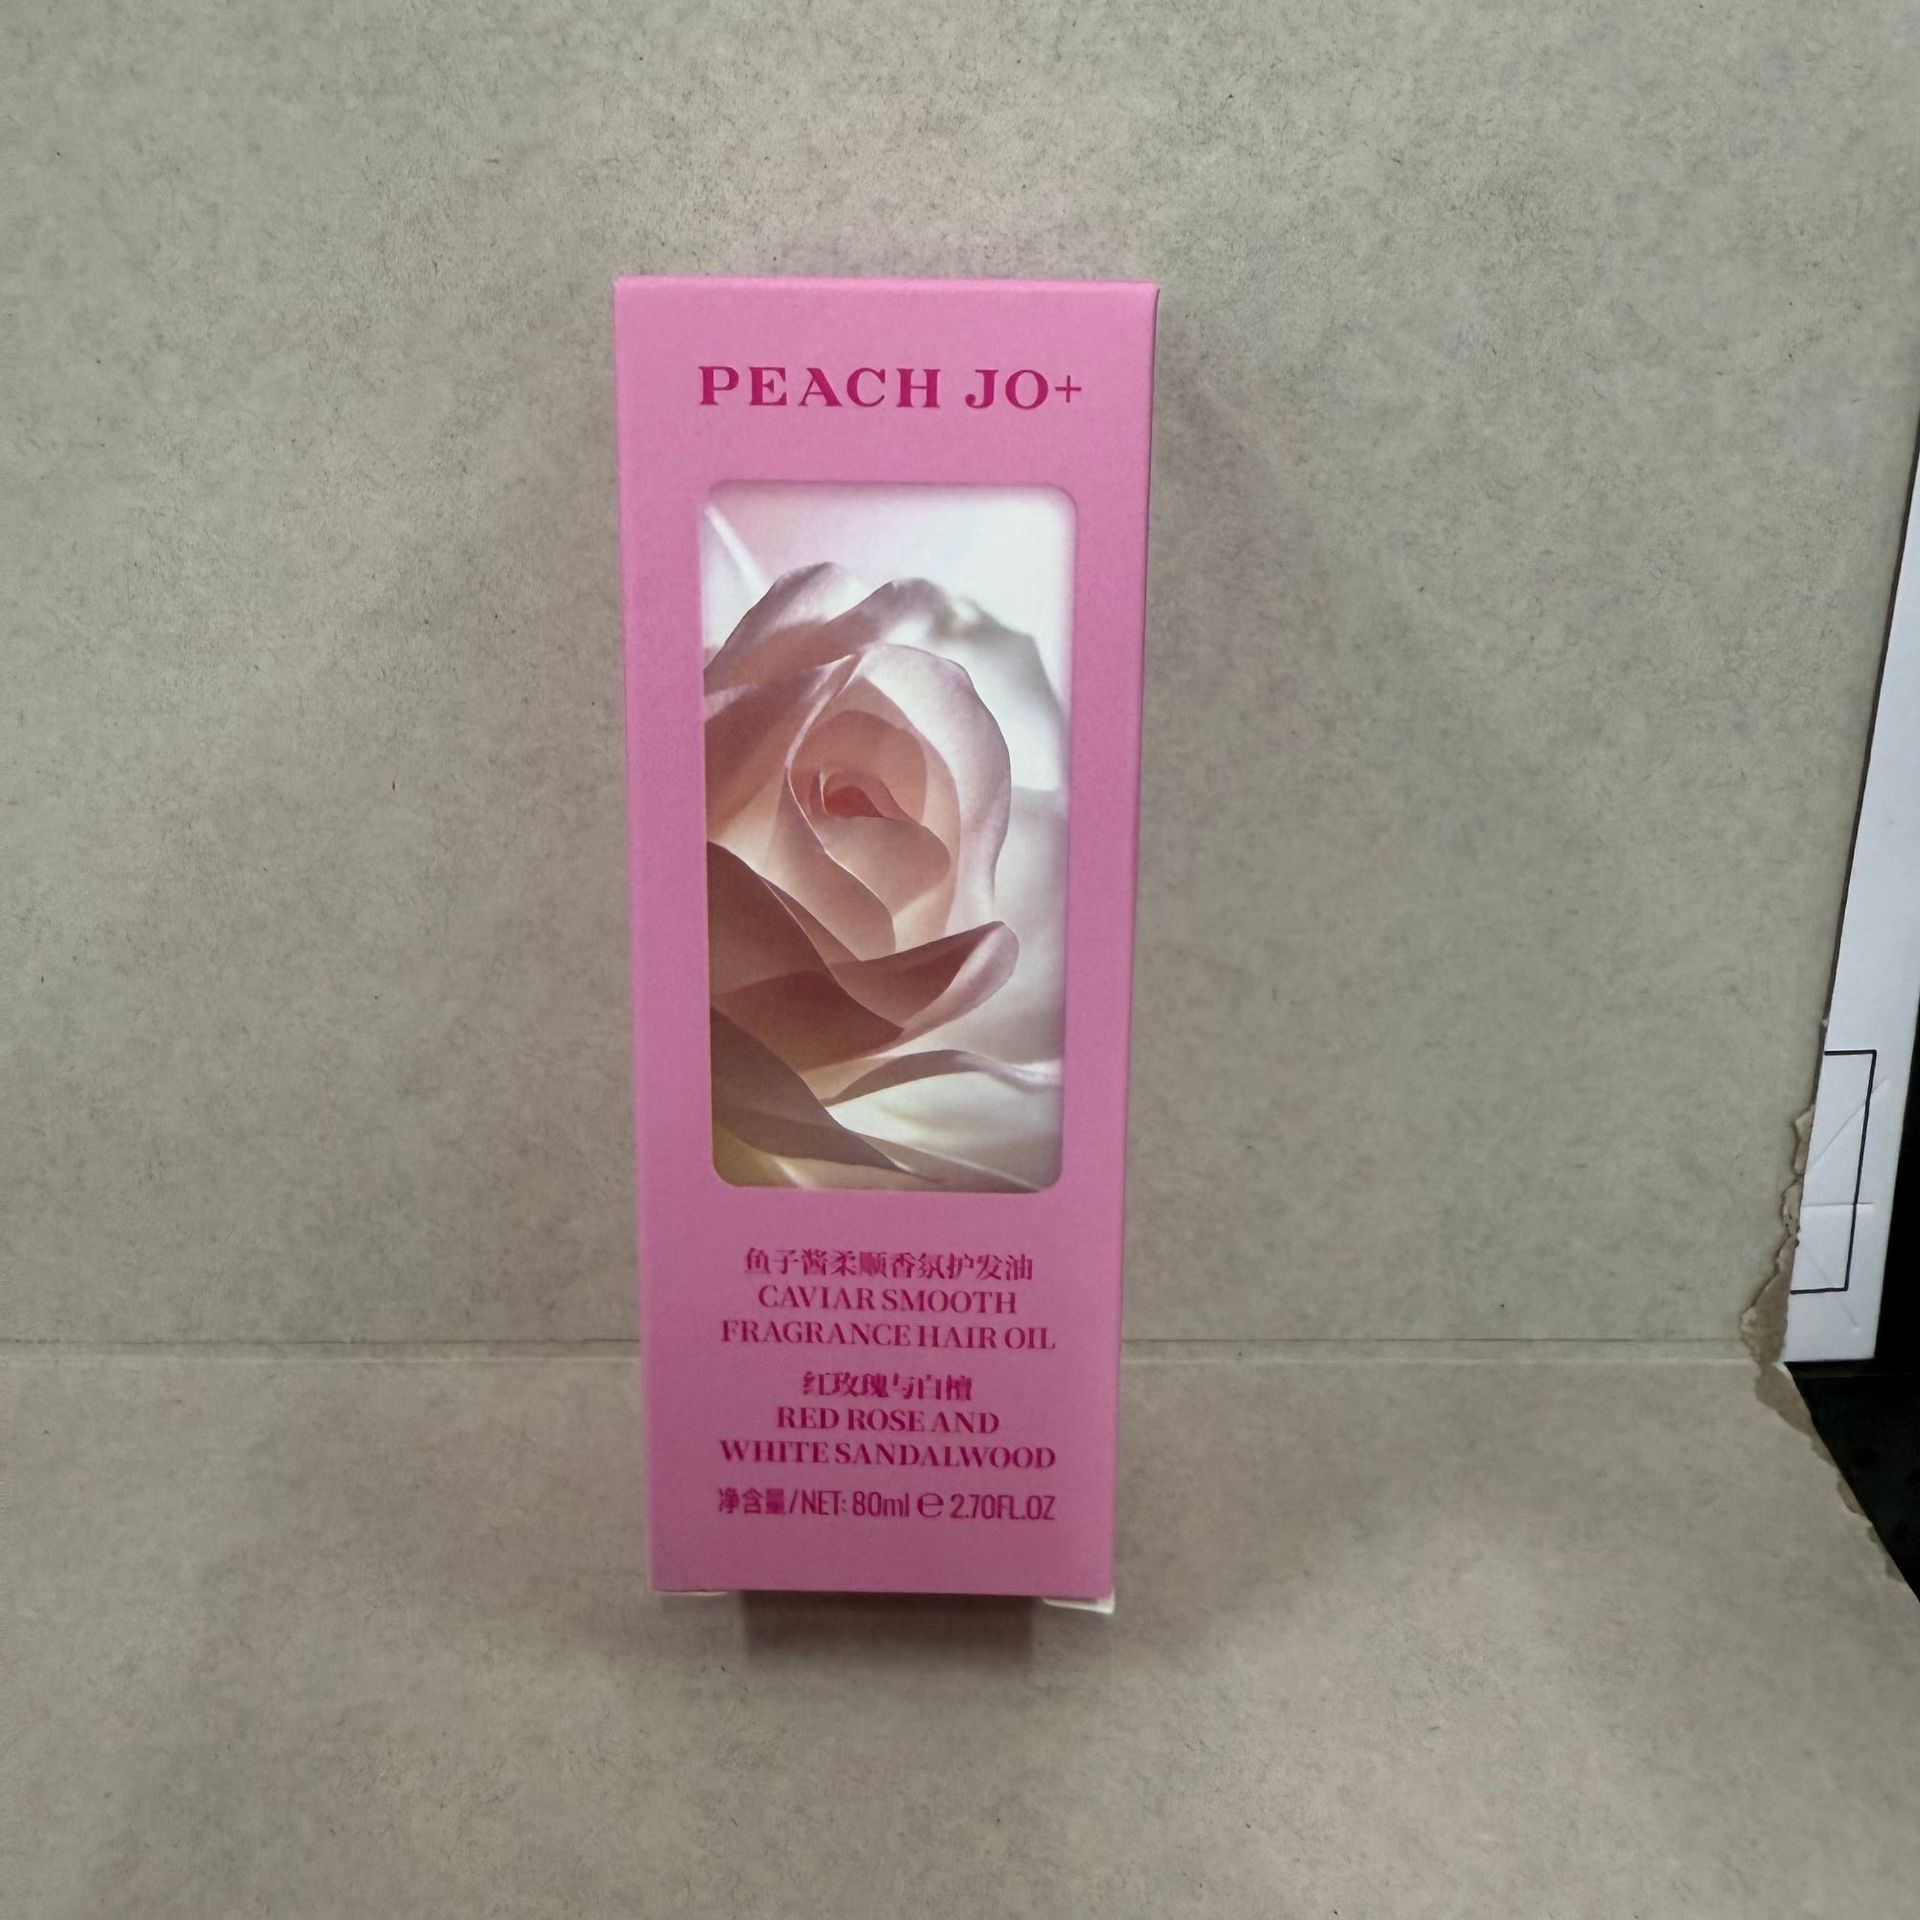 PEACH JO+
鱼子酱柔顺香氛护发油
CAVIAR SMOOTH
FRAGRANCE HAIR OIL
红玫瑰与白檀
RED ROSE AND
WHITE SANDALWOOD
净含量/NET: 80ml ℮ 2.70FL.OZ